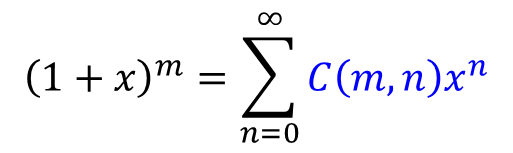 (1 + x)^m = ∑_{n=0}^{∞} C(m, n)x^n